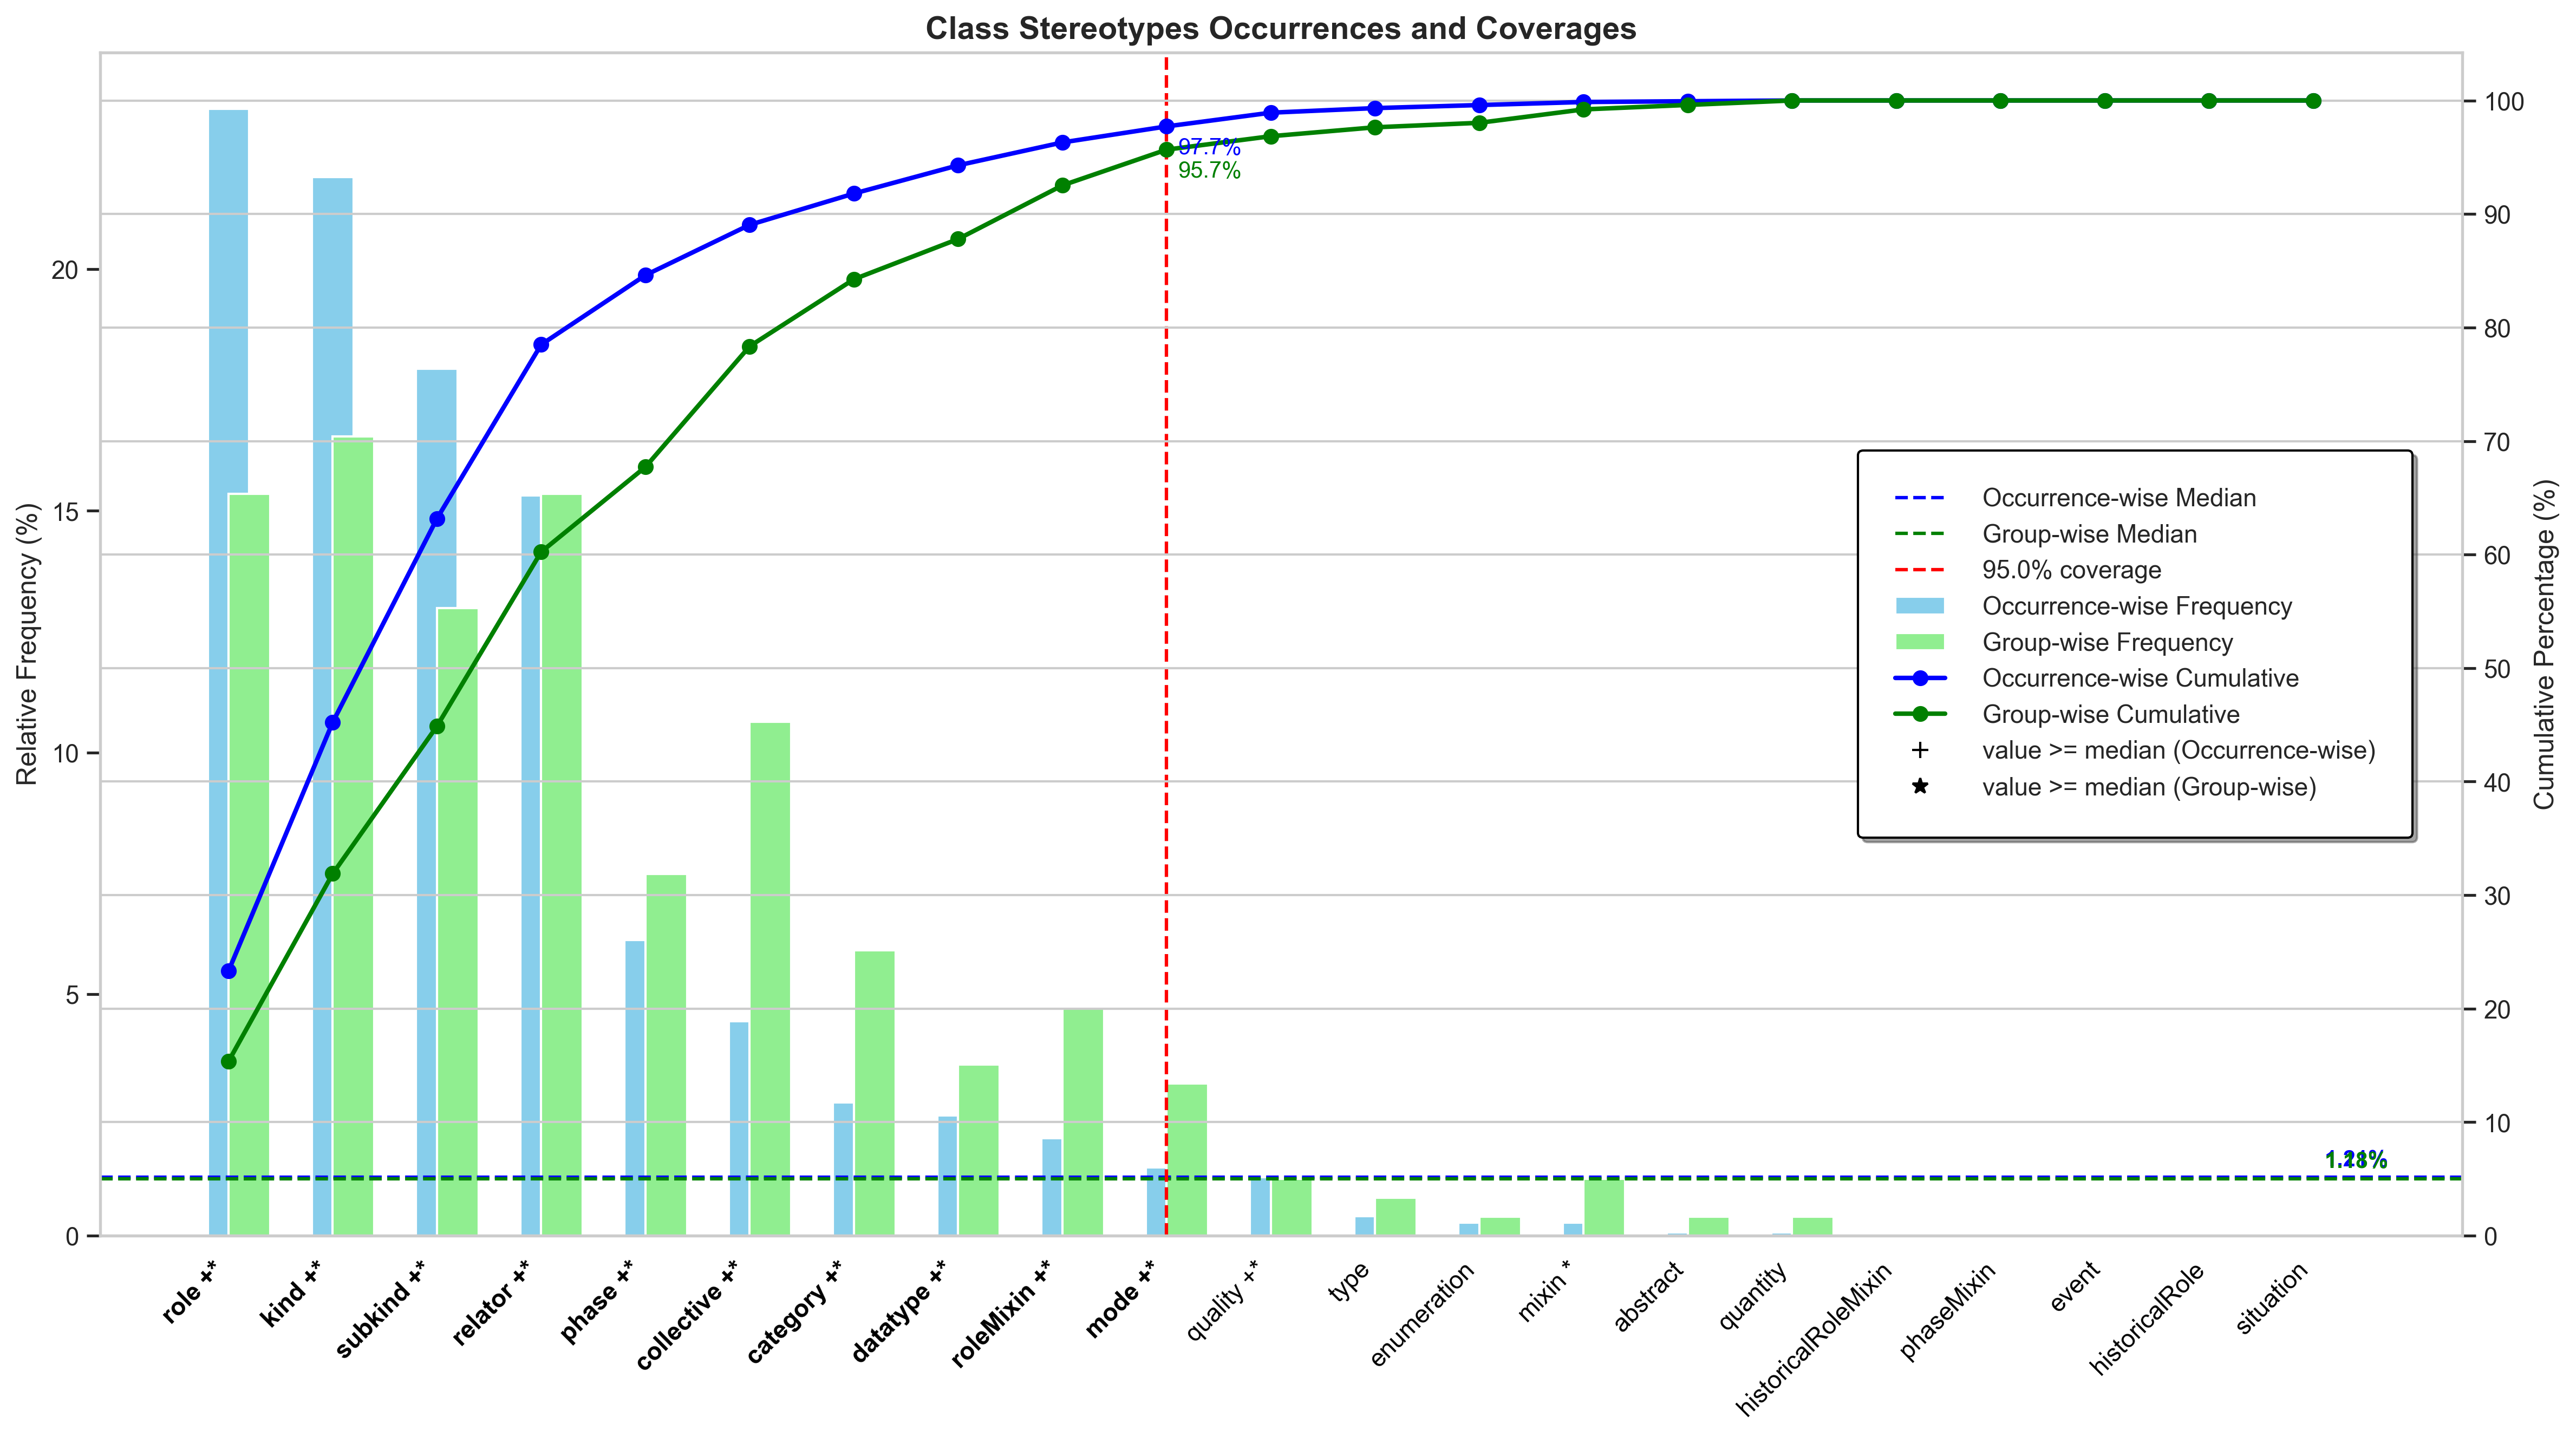 Class Stereotypes Occurrences and Coverages
Relative Frequency (%)
20
15
10
5
0
Cumulative Percentage (%)
100
90
80
70
60
50
40
30
20
10
0
97.7%
95.7%
Occurrence-wise Median
Group-wise Median
95.0% coverage
Occurrence-wise Frequency
Group-wise Frequency
Occurrence-wise Cumulative
Group-wise Cumulative
value >= median (Occurrence-wise)
value >= median (Group-wise)
role +*
kind +*
subkind +*
relator +*
phase +*
collective +*
category +*
datatype +*
roleMixin +*
mode +*
quality +*
type
enumeration
mixin *
abstract
quantity
historicalRoleMixin
phaseMixin
event
historicalRole
situation